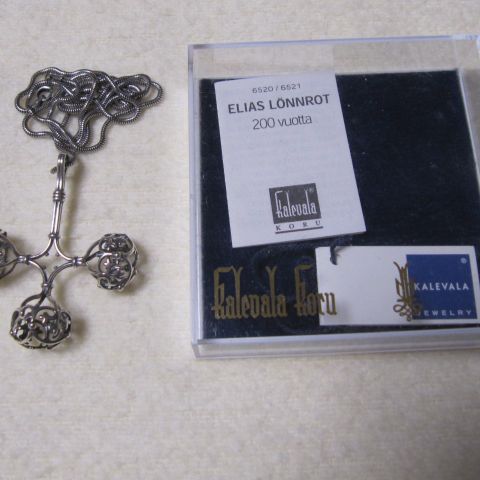 6520 / 6521
ELIAS LÖNNROT
200 vuotta
Kalevala ®
KORU
Kalevala Koru
KALEVALA ®
JEWELRY